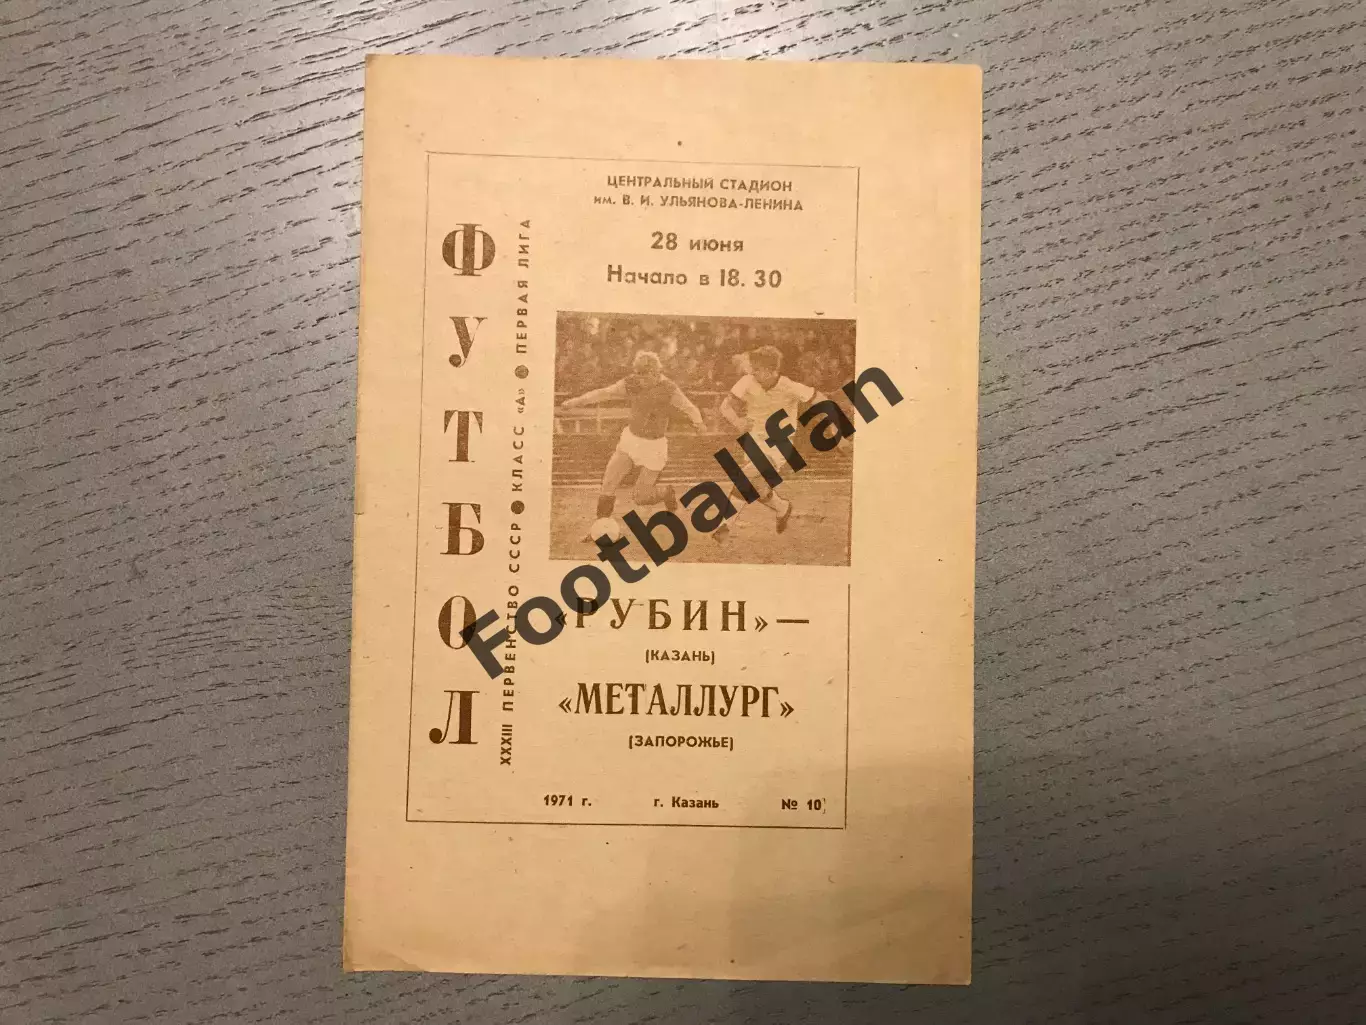 ФУТБОЛ
XXXIII ПЕРВЕНСТВО СССР ● КЛАСС «А» ● ПЕРВАЯ ЛИГА
ЦЕНТРАЛЬНЫЙ СТАДИОН
им. В. И. УЛЬЯНОВА-ЛЕНИНА
28 июня
Начало в 18. 30
Footballfan
«РУБИН» —
(КАЗАНЬ)
«МЕТАЛЛУРГ»
(ЗАПОРОЖЬЕ)
1971 г. г. Казань № 10